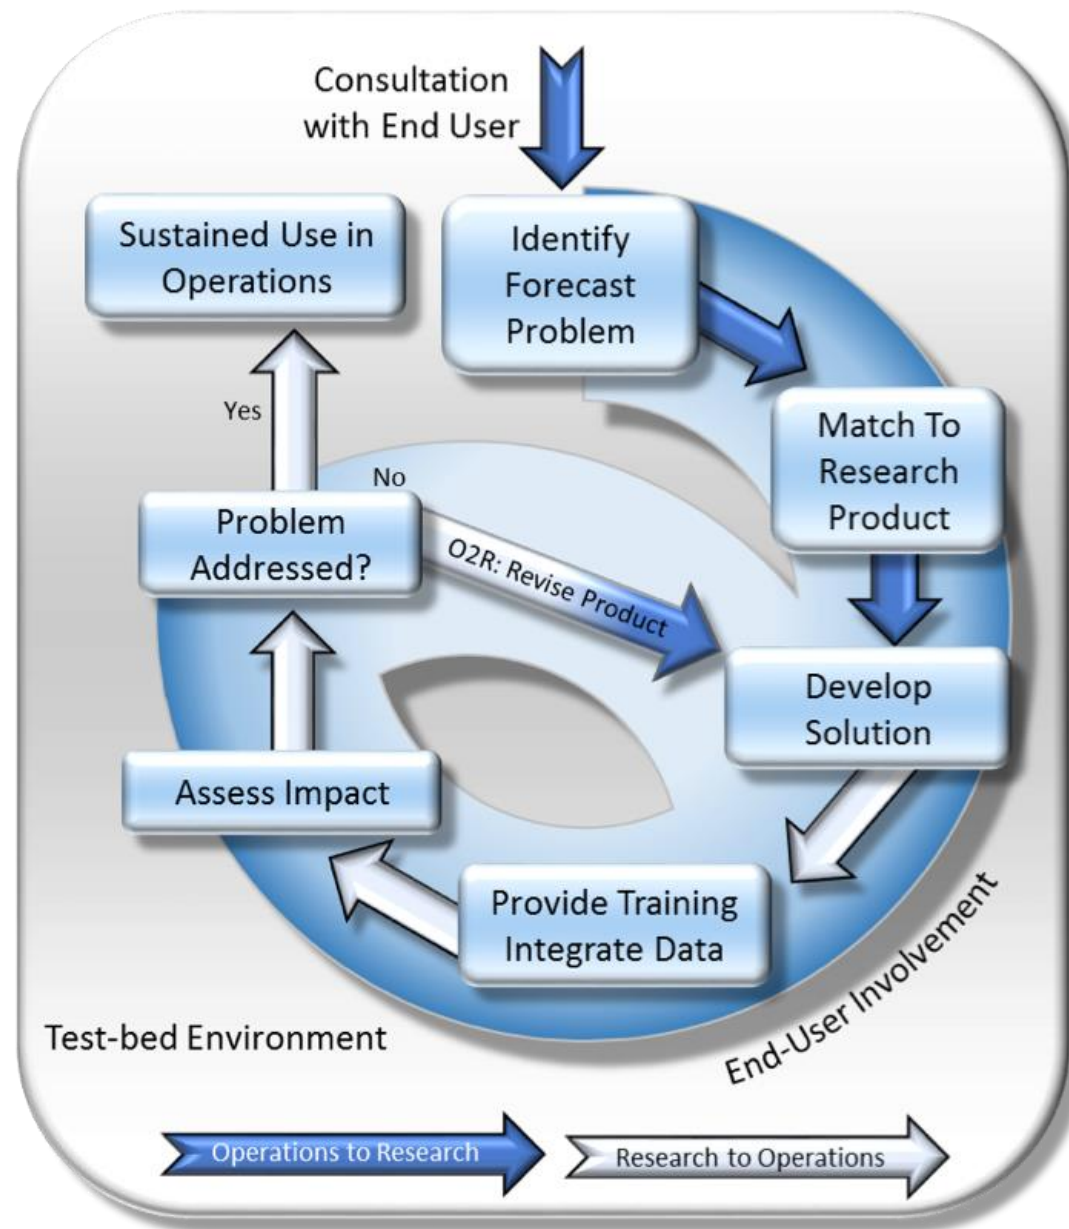 Consultation
with End User
Sustained Use in
Operations
Identify
Forecast
Problem
Match To
Research
Product
Yes
No
Problem
Addressed?
O2R: Revise Product
Develop
Solution
Assess Impact
Provide Training
Integrate Data
End-User Involvement
Test-bed Environment
Operations to Research
Research to Operations